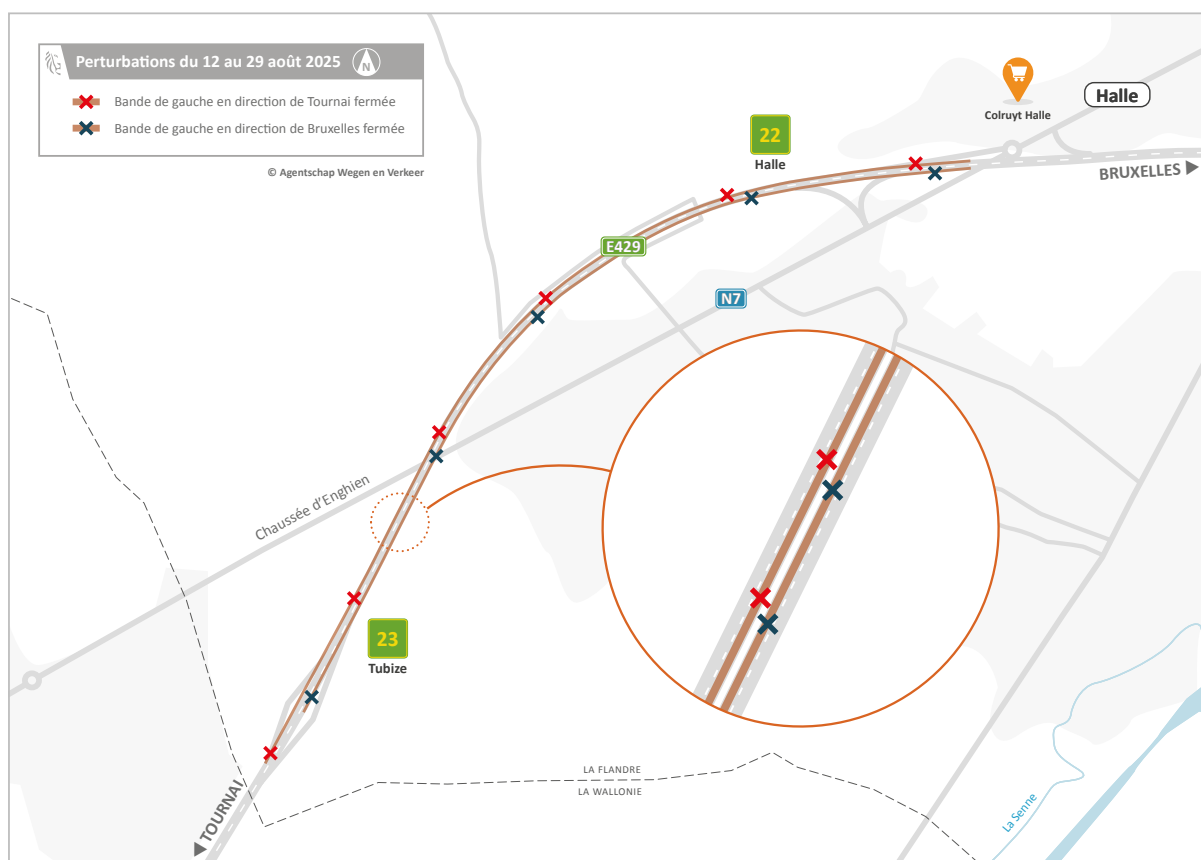 Perturbations du 12 au 29 août 2025
N
Bande de gauche en direction de Tournai fermée
Bande de gauche en direction de Bruxelles fermée
© Agentschap Wegen en Verkeer
Colruyt Halle
Halle
22
Halle
BRUXELLES
E429
N7
Chaussée d'Enghien
23
Tubize
TOURNAI
LA FLANDRE
LA WALLONIE
La Senne